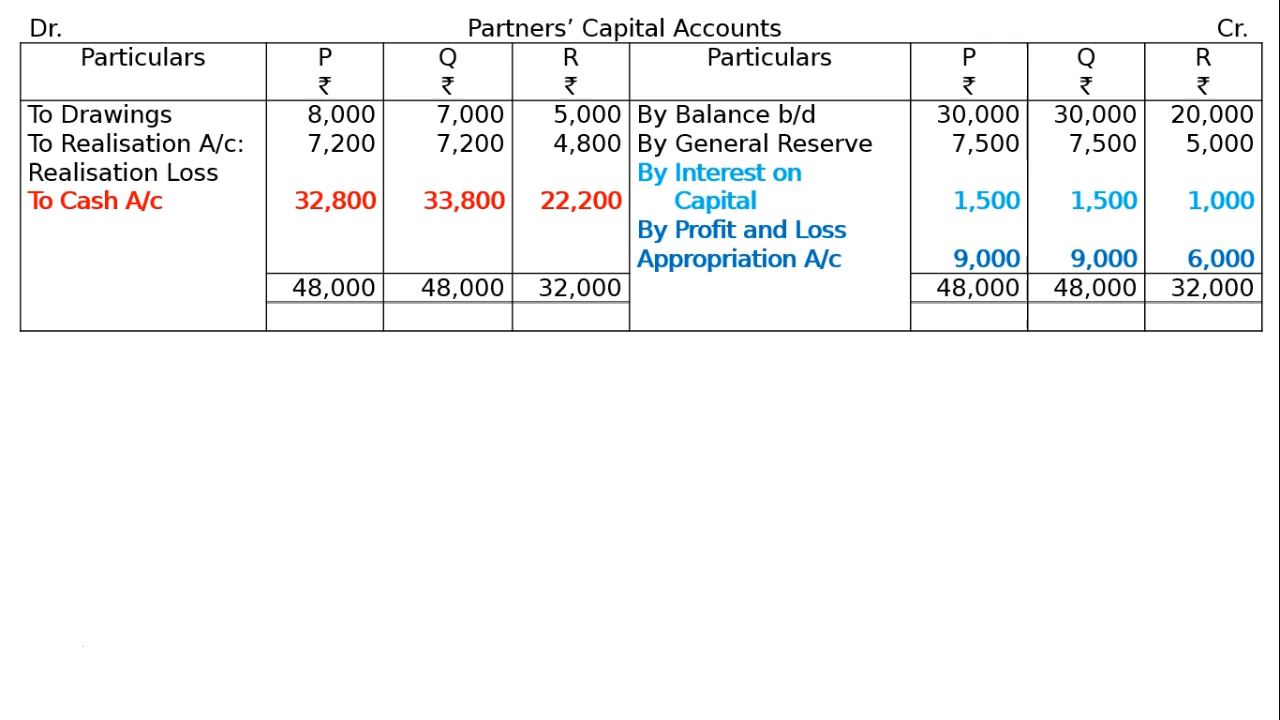 Dr. Partners’ Capital Accounts Cr.
Particulars P Q R Particulars P Q R
₹ ₹ ₹ ₹ ₹ ₹
To Drawings 8,000 7,000 5,000 By Balance b/d 30,000 30,000 20,000
To Realisation A/c: 7,200 7,200 4,800 By General Reserve 7,500 7,500 5,000
Realisation Loss By Interest on
To Cash A/c 32,800 33,800 22,200 Capital 1,500 1,500 1,000
By Profit and Loss
Appropriation A/c 9,000 9,000 6,000
48,000 48,000 32,000 48,000 48,000 32,000